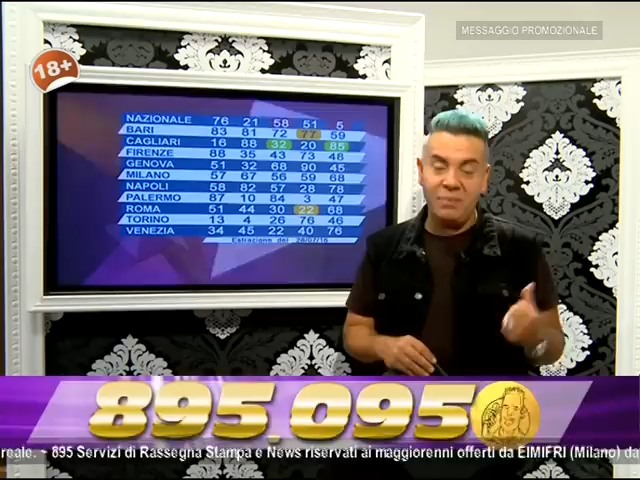 MESSAGGIO PROMOZIONALE
18+
NAZIONALE 76 21 58 51 5
BARI 83 81 72 77 59
CAGLIARI 16 88 32 20 85
FIRENZE 88 35 43 73 48
GENOVA 51 32 68 90 45
MILANO 57 67 56 59 68
NAPOLI 58 82 57 28 78
PALERMO 87 10 84 3 47
ROMA 51 44 30 22 68
TORINO 13 4 26 76 46
VENEZIA 34 45 22 40 76
Estrazione del 28/07/16
895.095
reale. ~ 895 Servizi di Rassegna Stampa e News riservati ai maggiorenni offerti da EIMIFRI (Milano) da